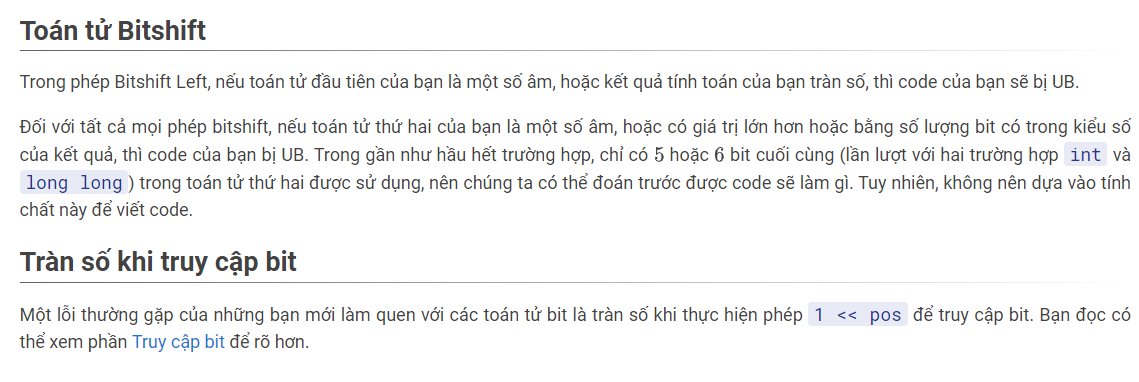 Toán tử Bitshift
Trong phép Bitshift Left, nếu toán tử đầu tiên của bạn là một số âm, hoặc kết quả tính toán của bạn tràn số, thì code của bạn sẽ bị UB.
Đối với tất cả mọi phép bitshift, nếu toán tử thứ hai của bạn là một số âm, hoặc có giá trị lớn hơn hoặc bằng số lượng bit có trong kiểu số
của kết quả, thì code của bạn bị UB. Trong gần như hầu hết trường hợp, chỉ có 5 hoặc 6 bit cuối cùng (lần lượt với hai trường hợp int và
long long) trong toán tử thứ hai được sử dụng, nên chúng ta có thể đoán trước được code sẽ làm gì. Tuy nhiên, không nên dựa vào tính
chất này để viết code.
Tràn số khi truy cập bit
Một lỗi thường gặp của những bạn mới làm quen với các toán tử bit là tràn số khi thực hiện phép 1 << pos để truy cập bit. Bạn đọc có
thể xem phần Truy cập bit để rõ hơn.